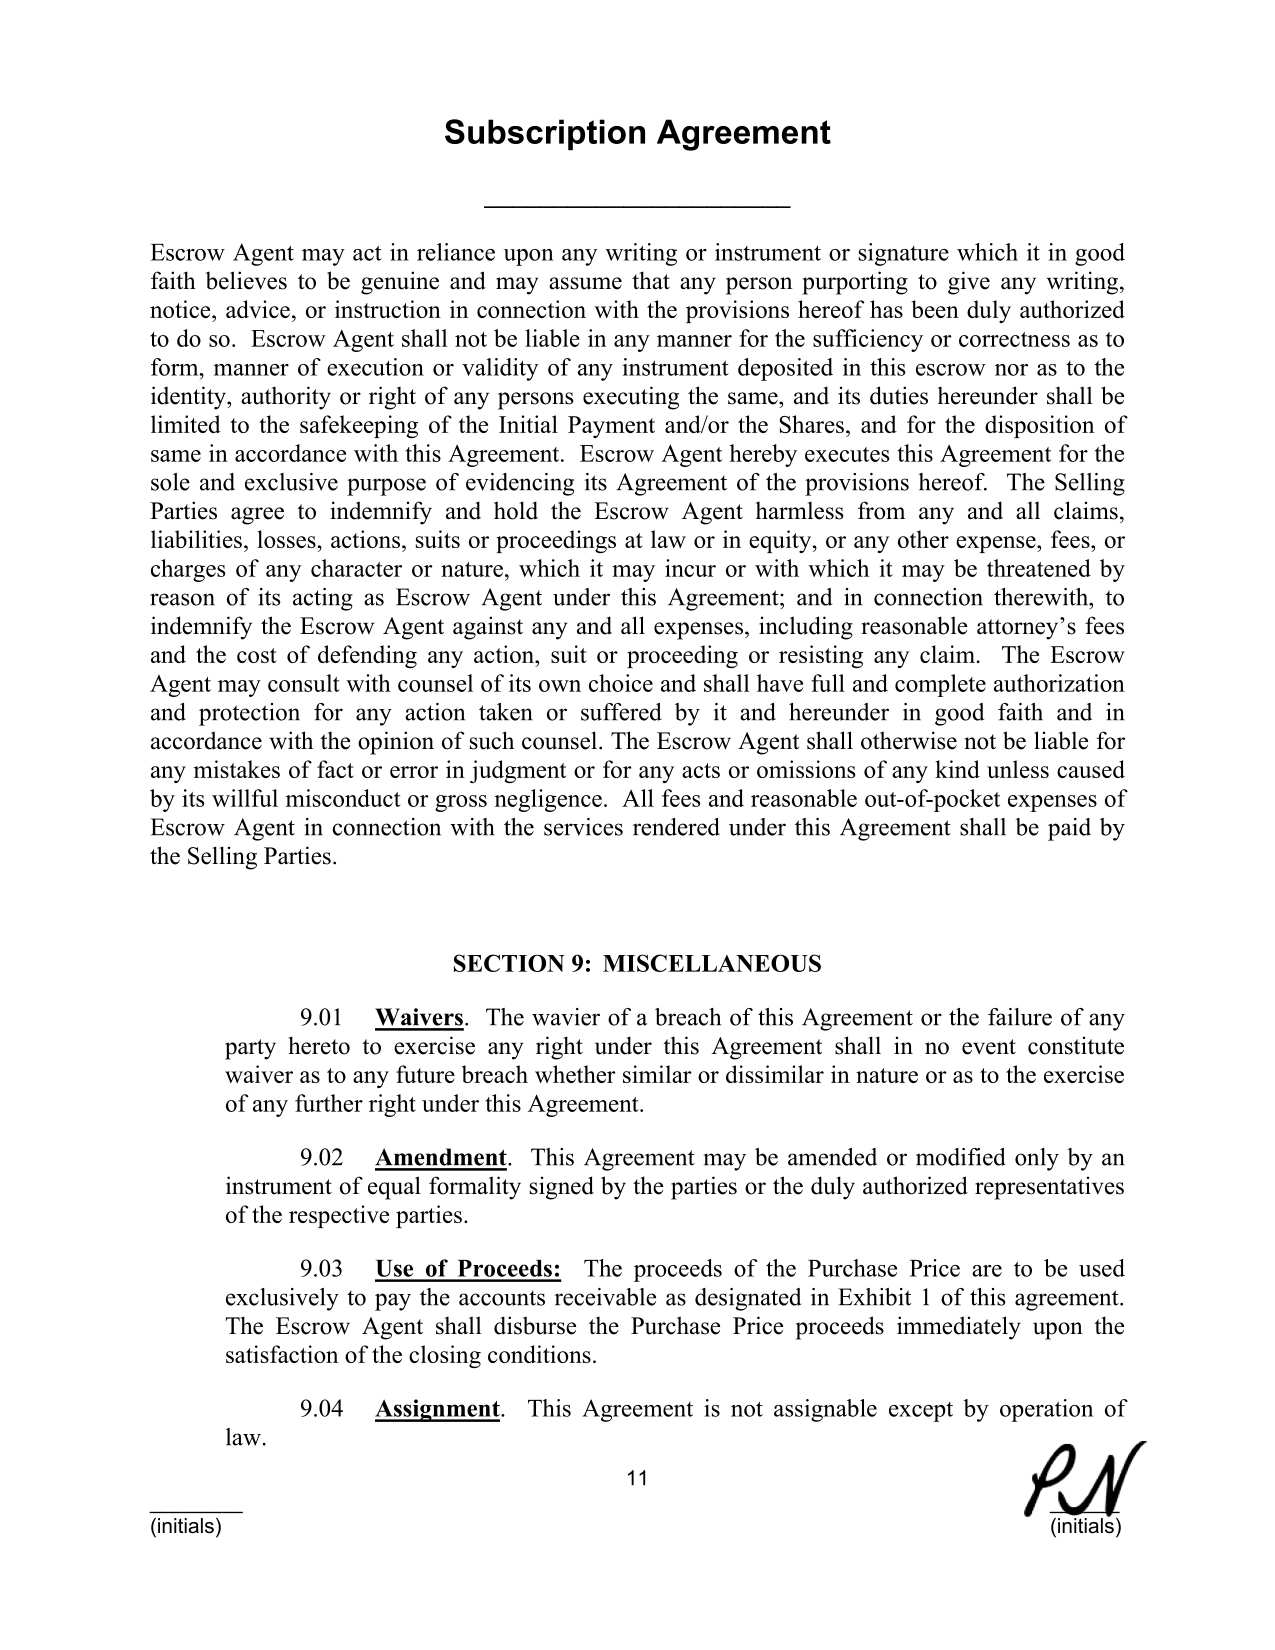 Subscription Agreement
Escrow Agent may act in reliance upon any writing or instrument or signature which it in good
faith believes to be genuine and may assume that any person purporting to give any writing,
notice, advice, or instruction in connection with the provisions hereof has been duly authorized
to do so.  Escrow Agent shall not be liable in any manner for the sufficiency or correctness as to
form, manner of execution or validity of any instrument deposited in this escrow nor as to the
identity, authority or right of any persons executing the same, and its duties hereunder shall be
limited to the safekeeping of the Initial Payment and/or the Shares, and for the disposition of
same in accordance with this Agreement.  Escrow Agent hereby executes this Agreement for the
sole and exclusive purpose of evidencing its Agreement of the provisions hereof.  The Selling
Parties agree to indemnify and hold the Escrow Agent harmless from any and all claims,
liabilities, losses, actions, suits or proceedings at law or in equity, or any other expense, fees, or
charges of any character or nature, which it may incur or with which it may be threatened by
reason of its acting as Escrow Agent under this Agreement; and in connection therewith, to
indemnify the Escrow Agent against any and all expenses, including reasonable attorney’s fees
and the cost of defending any action, suit or proceeding or resisting any claim.  The Escrow
Agent may consult with counsel of its own choice and shall have full and complete authorization
and protection for any action taken or suffered by it and hereunder in good faith and in
accordance with the opinion of such counsel. The Escrow Agent shall otherwise not be liable for
any mistakes of fact or error in judgment or for any acts or omissions of any kind unless caused
by its willful misconduct or gross negligence.  All fees and reasonable out-of-pocket expenses of
Escrow Agent in connection with the services rendered under this Agreement shall be paid by
the Selling Parties.
SECTION 9:  MISCELLANEOUS
9.01 Waivers.  The wavier of a breach of this Agreement or the failure of any
party hereto to exercise any right under this Agreement shall in no event constitute
waiver as to any future breach whether similar or dissimilar in nature or as to the exercise
of any further right under this Agreement.
9.02 Amendment.  This Agreement may be amended or modified only by an
instrument of equal formality signed by the parties or the duly authorized representatives
of the respective parties.
9.03 Use of Proceeds:  The proceeds of the Purchase Price are to be used
exclusively to pay the accounts receivable as designated in Exhibit 1 of this agreement.
The Escrow Agent shall disburse the Purchase Price proceeds immediately upon the
satisfaction of the closing conditions.
9.04 Assignment.  This Agreement is not assignable except by operation of
law.
11
PN
(initials) (initials)